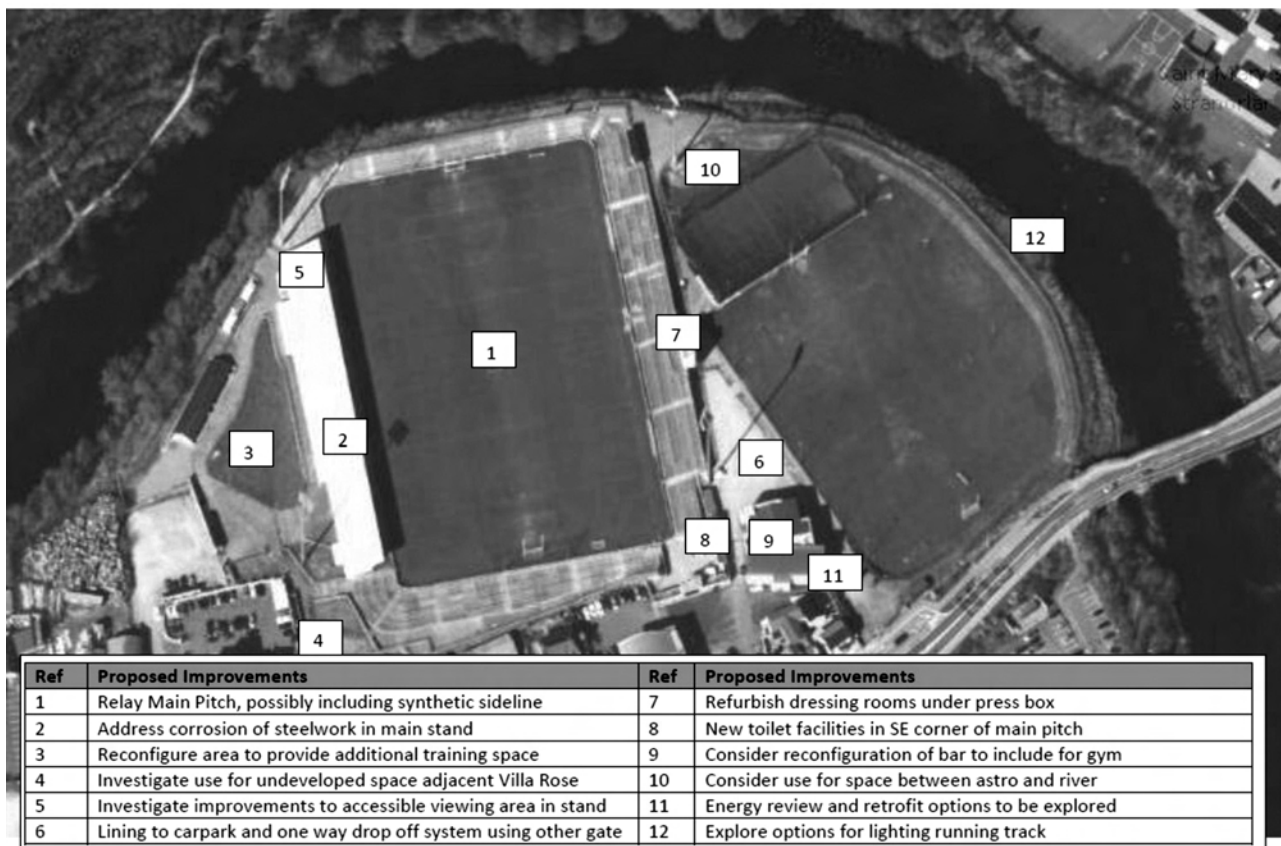 Saint Mary's
Stranorlar
10
12
5
7
1
2
3
6
8
9
11
4
Ref Proposed Improvements Ref Proposed Improvements
1 Relay Main Pitch, possibly including synthetic sideline 7 Refurbish dressing rooms under press box
2 Address corrosion of steelwork in main stand 8 New toilet facilities in SE corner of main pitch
3 Reconfigure area to provide additional training space 9 Consider reconfiguration of bar to include for gym
4 Investigate use for undeveloped space adjacent Villa Rose 10 Consider use for space between astro and river
5 Investigate improvements to accessible viewing area in stand 11 Energy review and retrofit options to be explored
6 Lining to carpark and one way drop off system using other gate 12 Explore options for lighting running track